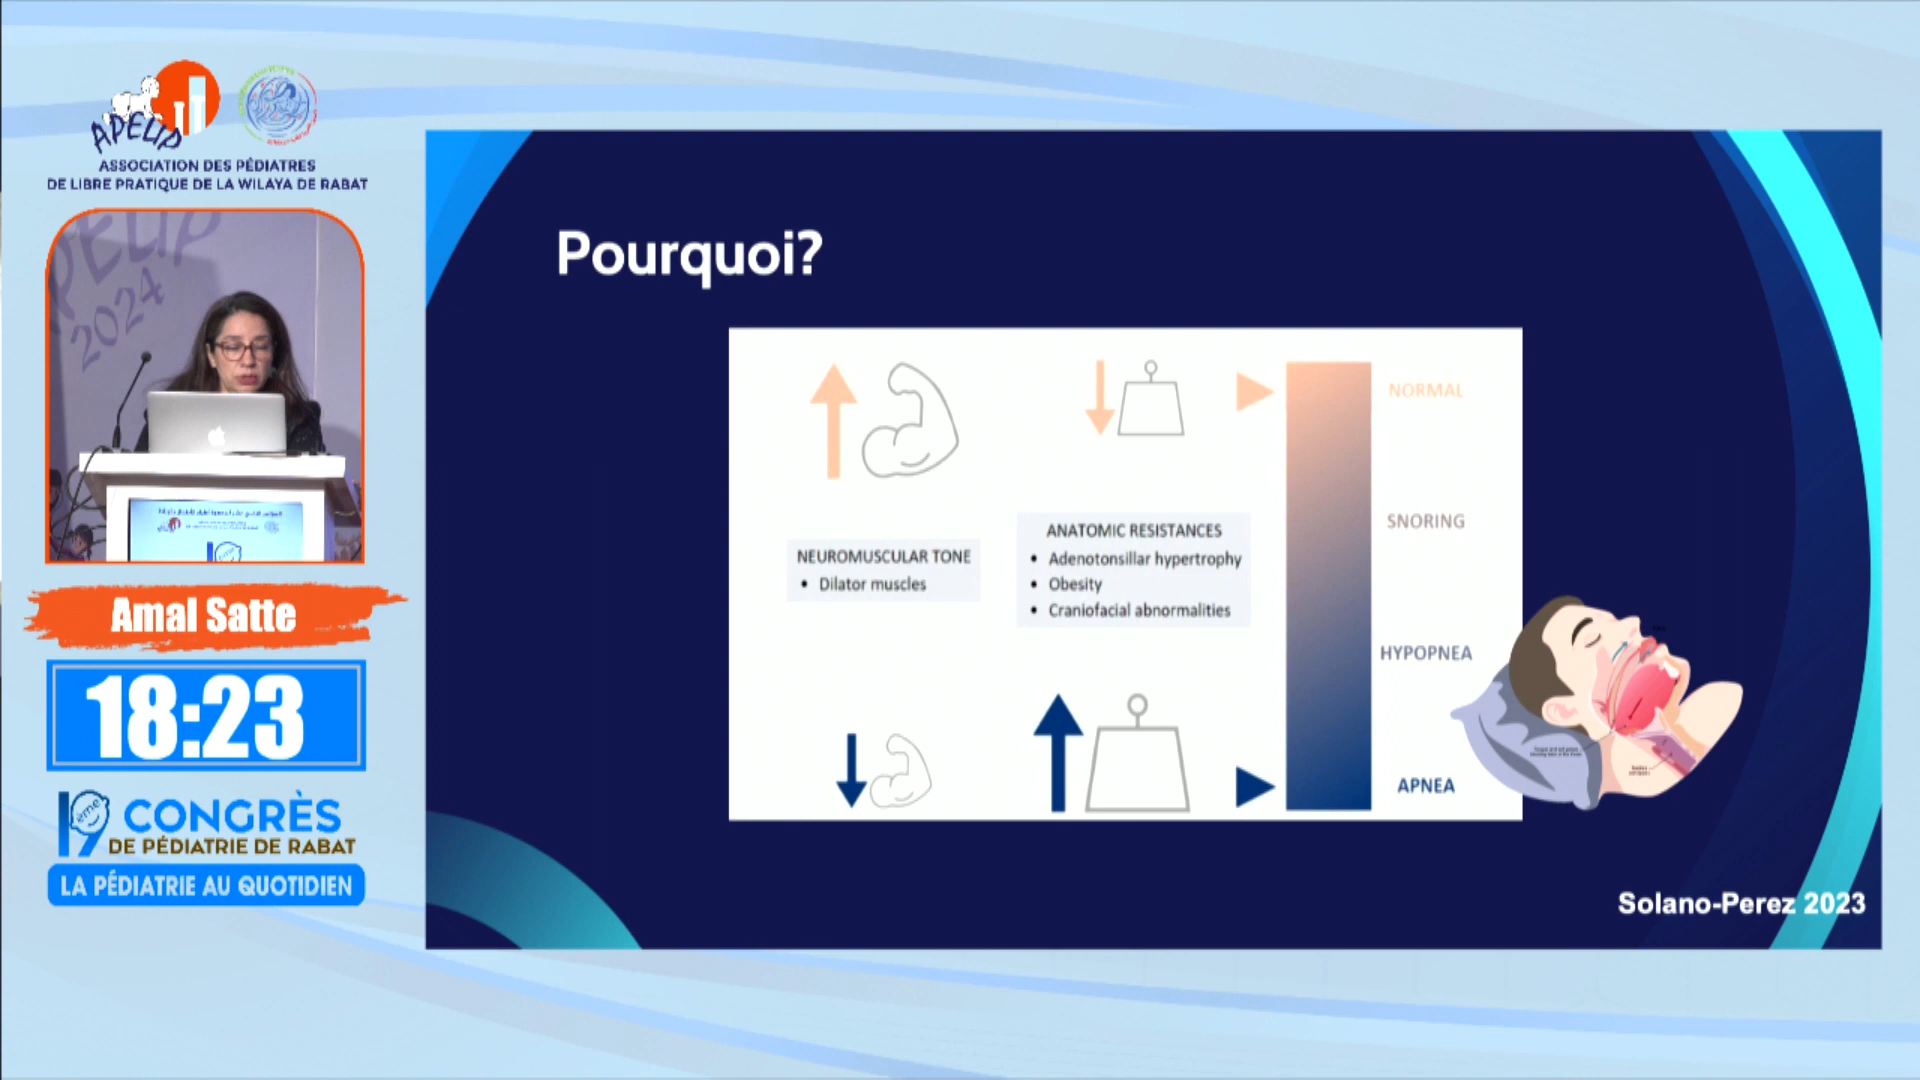 APELIP
ASSOCIATION DES PÉDIATRES
DE LIBRE PRATIQUE DE LA WILAYA DE RABAT
APELIP
2024
Amal Satte
18:23
19ème CONGRÈS
DE PÉDIATRIE DE RABAT
LA PÉDIATRIE AU QUOTIDIEN
Pourquoi?
NEUROMUSCULAR TONE
• Dilator muscles
ANATOMIC RESISTANCES
• Adenotonsillar hypertrophy
• Obesity
• Craniofacial abnormalities
NORMAL
SNORING
HYPOPNEA
APNEA
Solano-Perez 2023